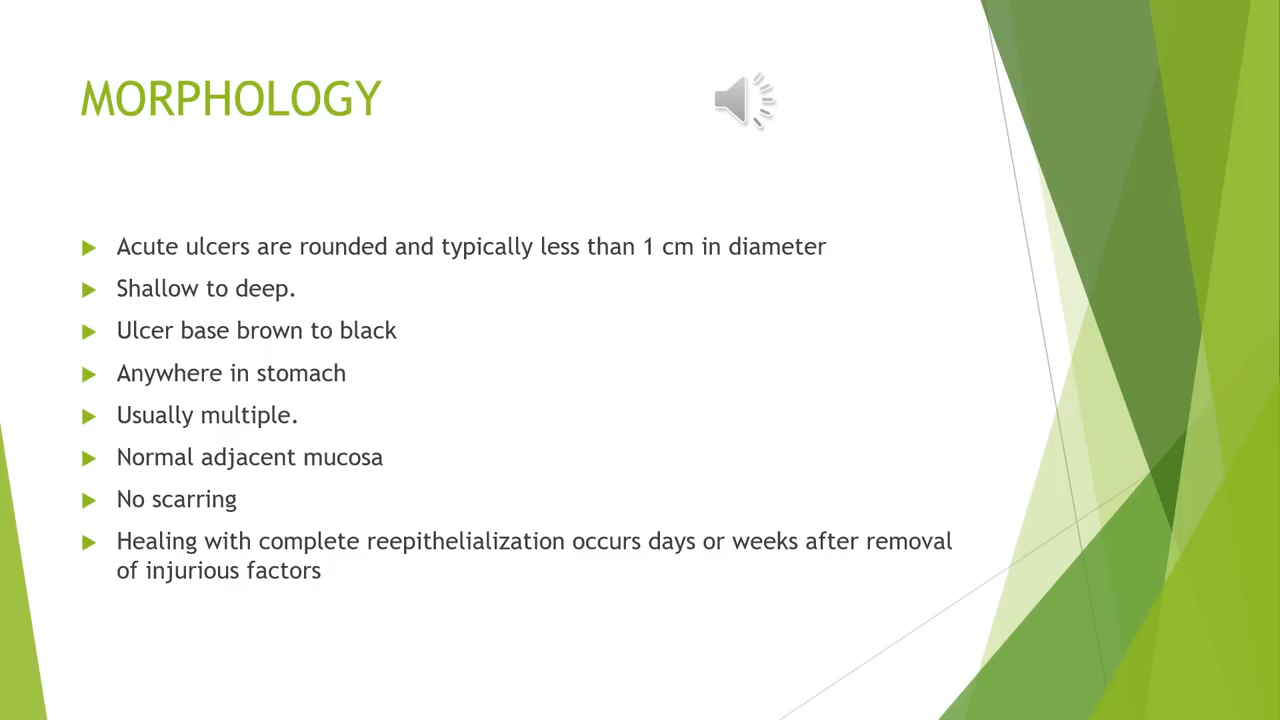 MORPHOLOGY
Acute ulcers are rounded and typically less than 1 cm in diameter
Shallow to deep.
Ulcer base brown to black
Anywhere in stomach
Usually multiple.
Normal adjacent mucosa
No scarring
Healing with complete reepithelialization occurs days or weeks after removal
of injurious factors